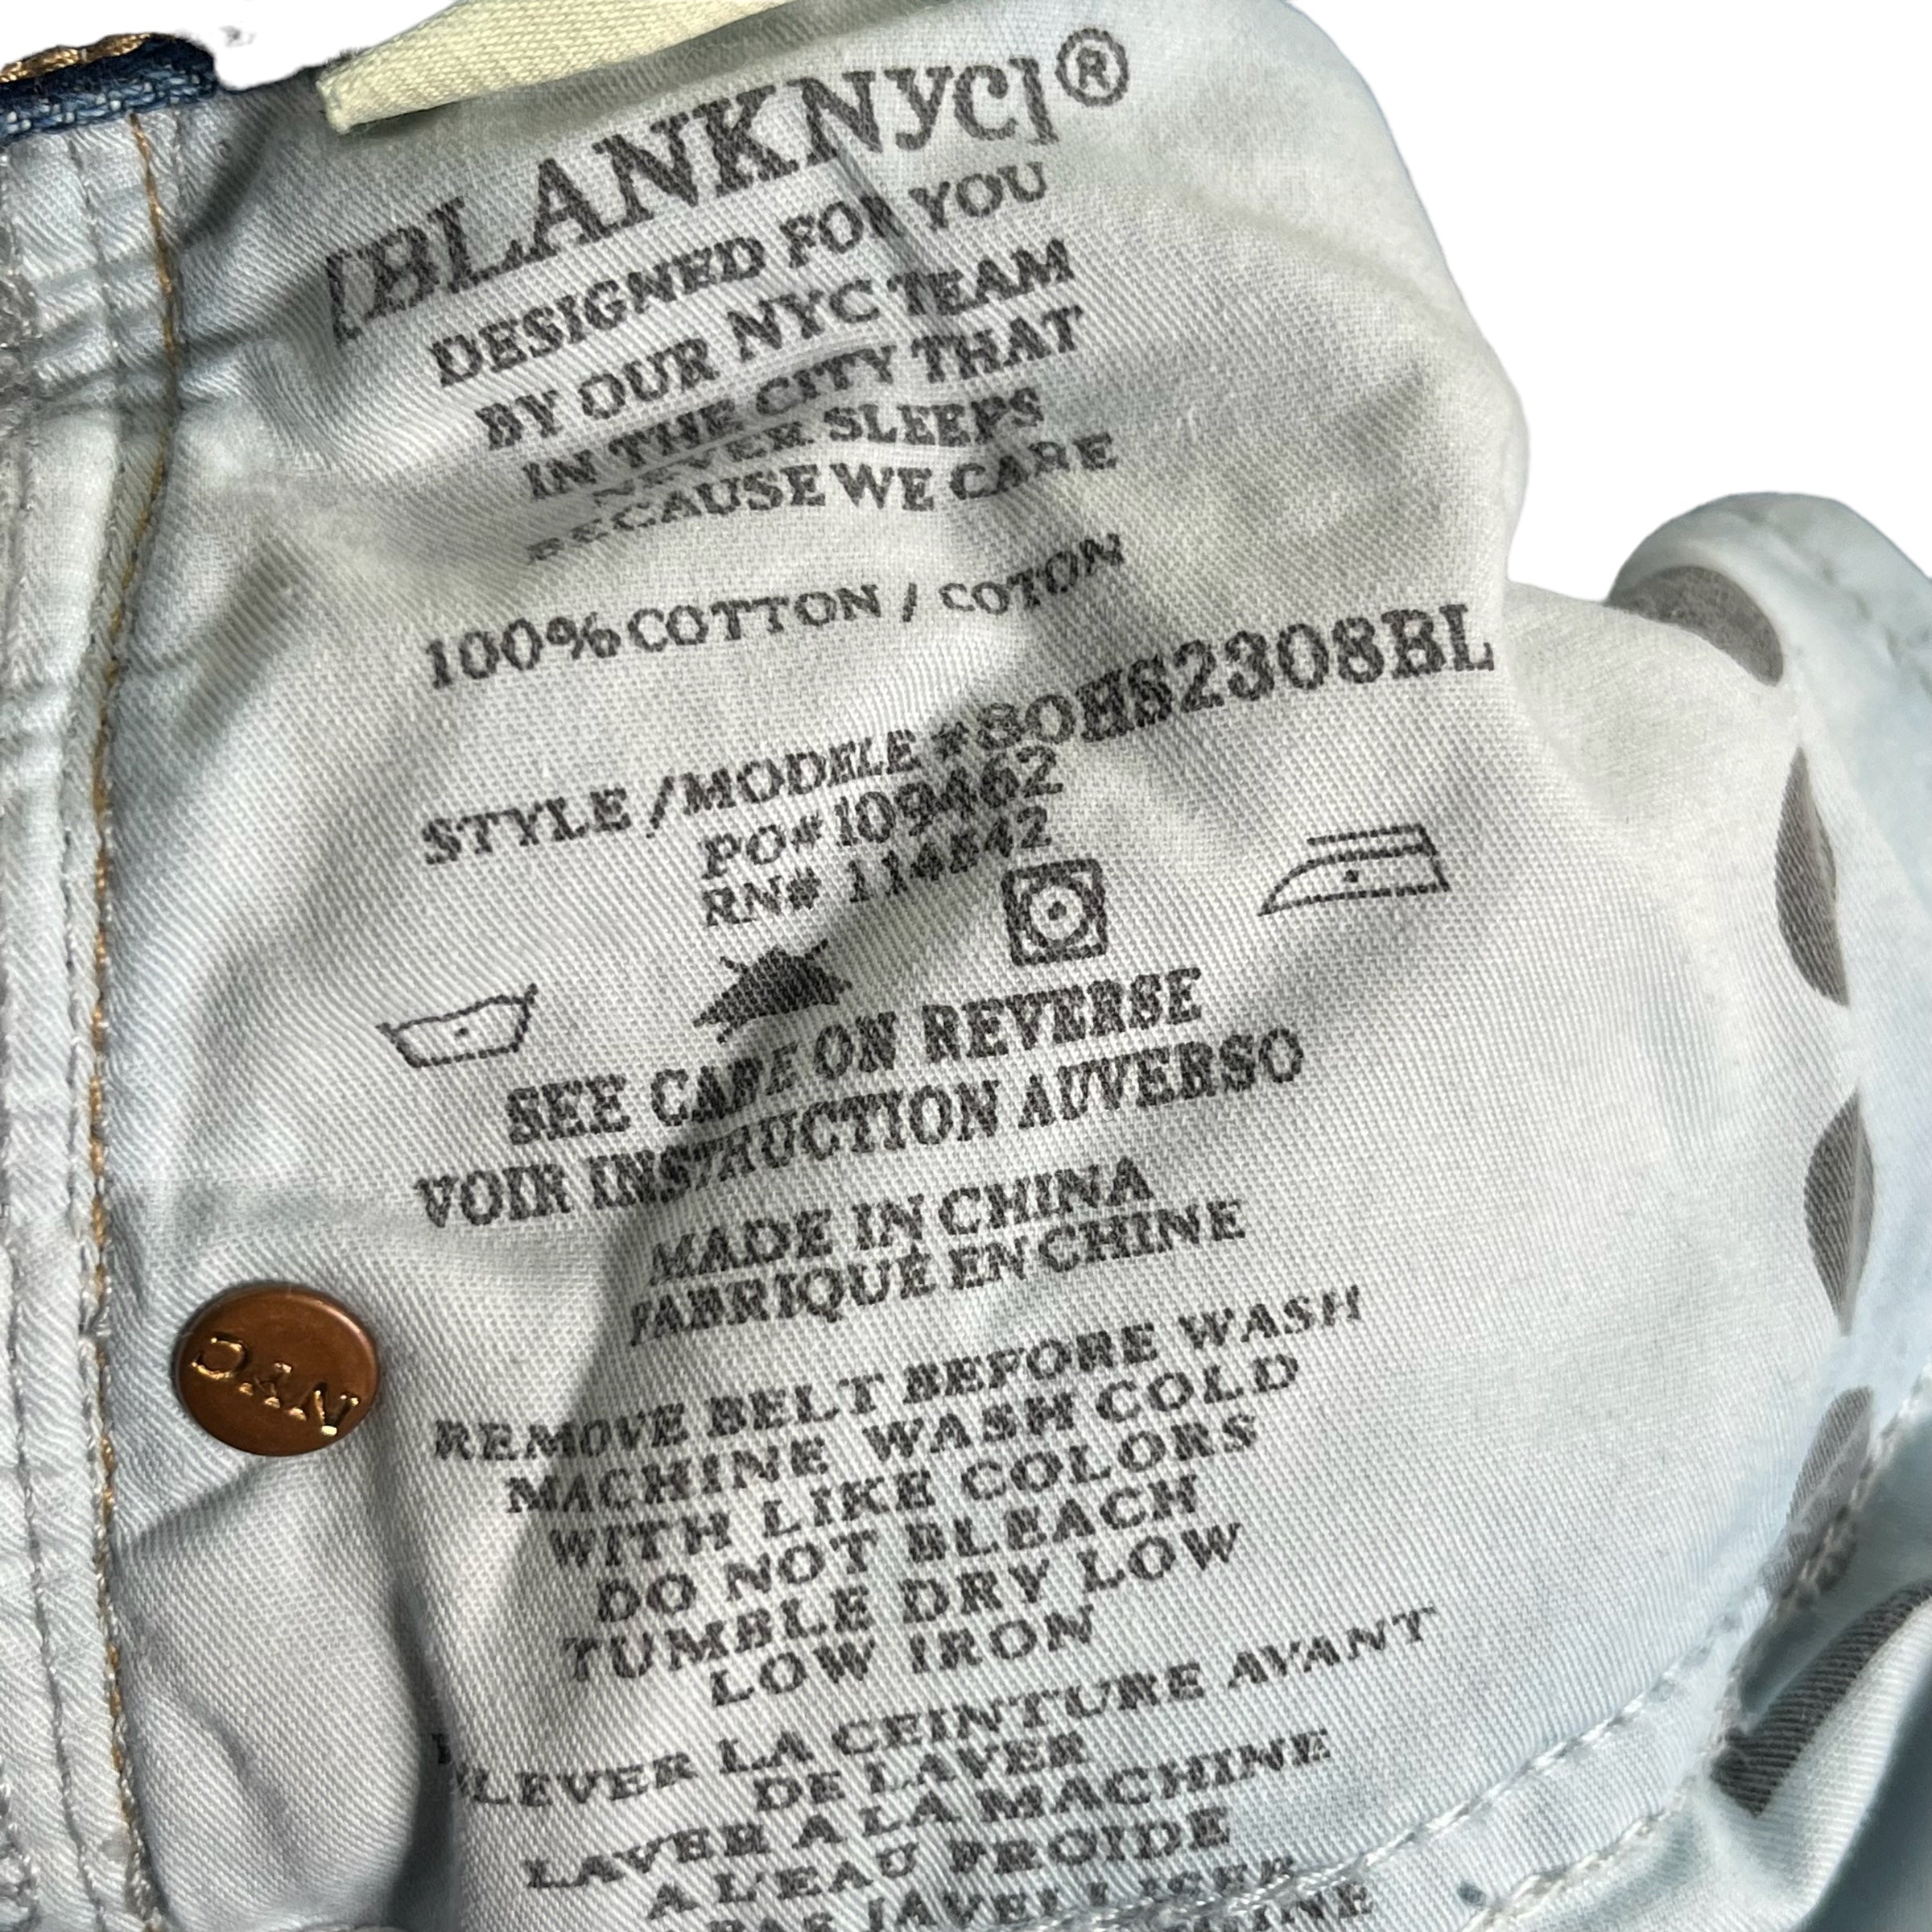 [BLANKNYC]®
DESIGNED FOR YOU
BY OUR NYC TEAM
IN THE CITY THAT
NEVER SLEEPS
BECAUSE WE CARE
100% COTTON / COTON
STYLE/MODELE #80HS2308BL
PO# 109462
RN# 114842
SEE CARE ON REVERSE
VOIR INSTRUCTION AUVERSO
MADE IN CHINA
FABRIQUÉ EN CHINE
NYC
REMOVE BELT BEFORE WASH
MACHINE WASH COLD
WITH LIKE COLORS
DO NOT BLEACH
TUMBLE DRY LOW
LOW IRON
LA CEINTURE AVANT
DE LAVER
LAVER A LA MACHINE
A L'EAU FROIDE
PAS JAVELLISER